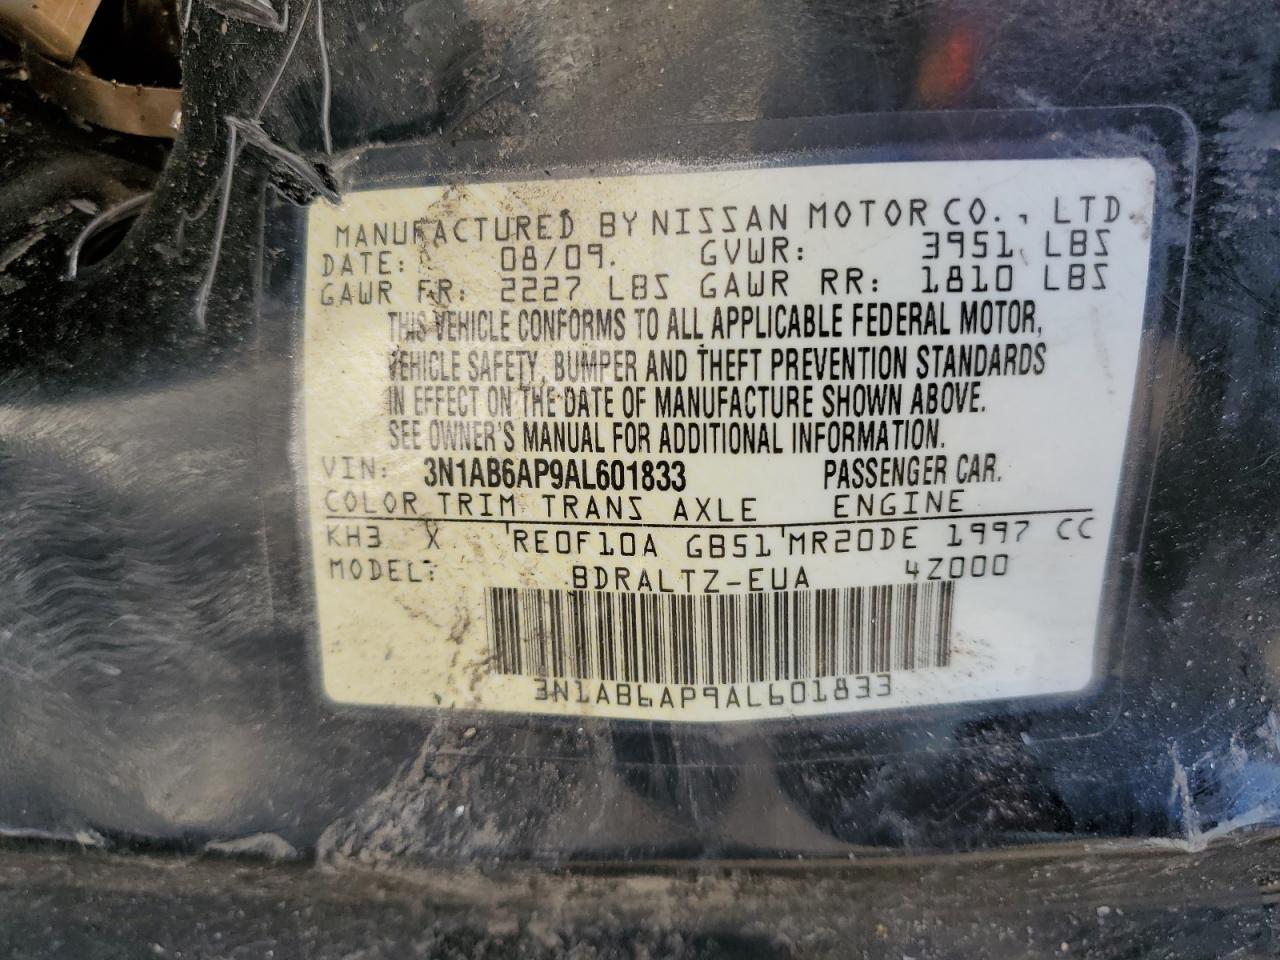 MANUFACTURED BY NISSAN MOTOR CO., LTD
DATE: 08/09. GVWR: 3951 LBS
GAWR FR: 2227 LBS GAWR RR: 1810 LBS
THIS VEHICLE CONFORMS TO ALL APPLICABLE FEDERAL MOTOR,
VEHICLE SAFETY, BUMPER AND THEFT PREVENTION STANDARDS
IN EFFECT ON THE DATE OF MANUFACTURE SHOWN ABOVE.
SEE OWNER'S MANUAL FOR ADDITIONAL INFORMATION.
VIN: 3N1AB6AP9AL601833 PASSENGER CAR.
COLOR TRIM TRANS AXLE ENGINE
KH3 X RE0F10A GB51 MR20DE 1997 CC
MODEL: BDRALTZ-EUA 4Z000
3N1AB6AP9AL601833